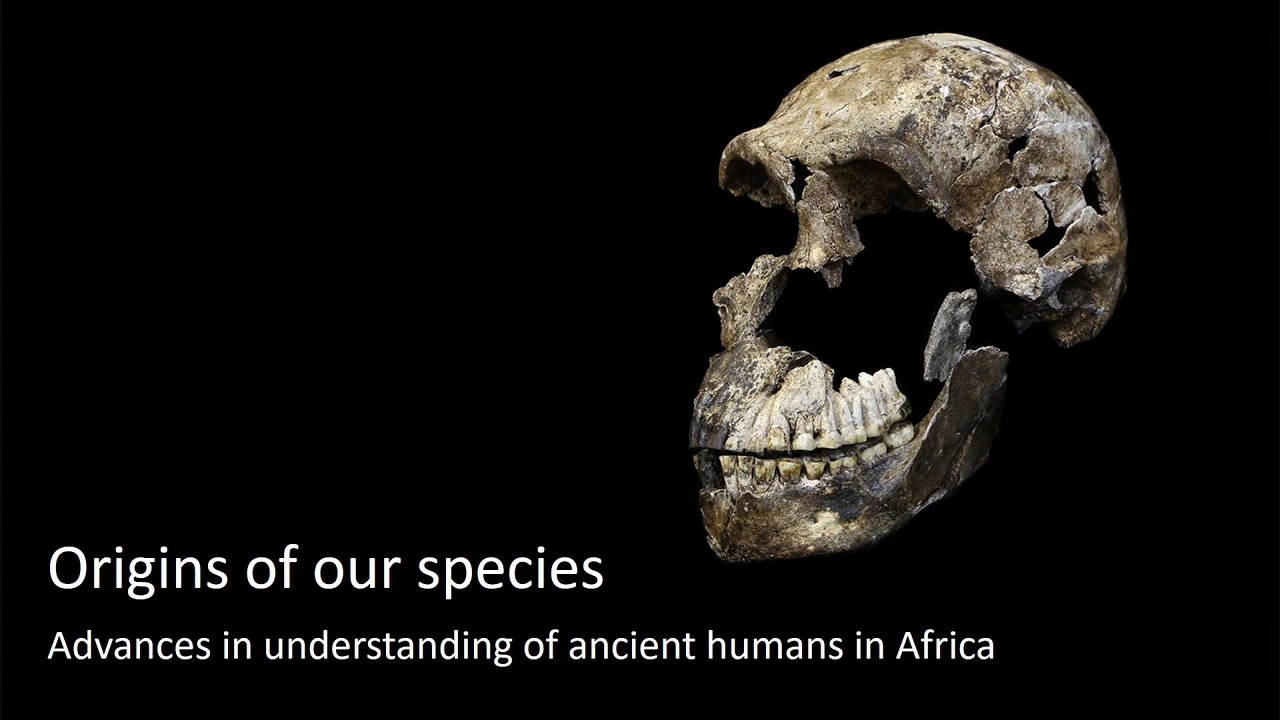 Origins of our species
Advances in understanding of ancient humans in Africa